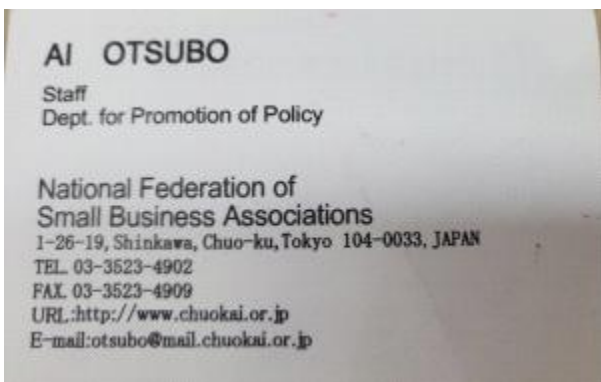 AI OTSUBO
Staff
Dept. for Promotion of Policy
National Federation of
Small Business Associations
1-26-19, Shinkawa, Chuo-ku, Tokyo 104-0033, JAPAN
TEL. 03-3523-4902
FAX. 03-3523-4909
URL:http://www.chuokai.or.jp
E-mail:otsubo@mail.chuokai.or.jp